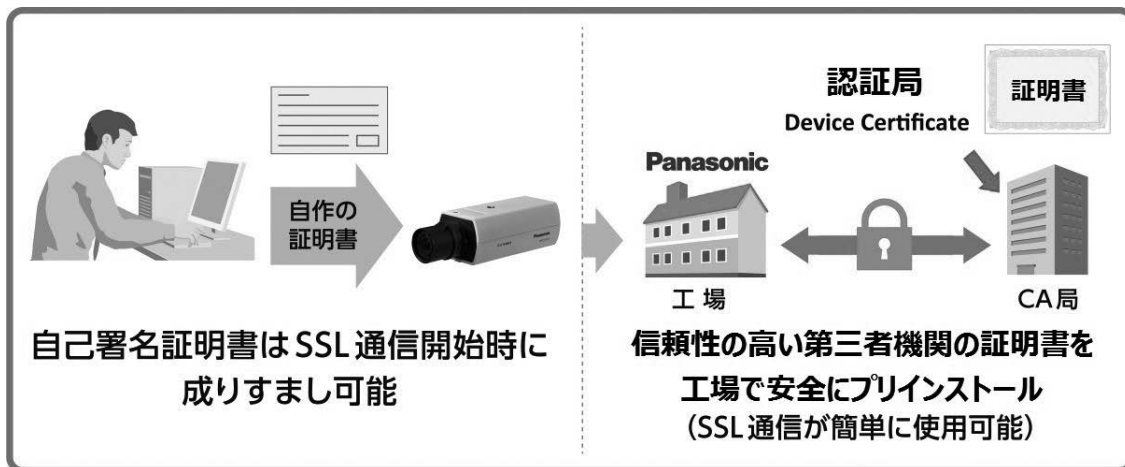 自作の
証明書
Panasonic
自己署名証明書はSSL通信開始時に
成りすまし可能
認証局
Device Certificate
証明書
Panasonic
工場
CA局
信頼性の高い第三者機関の証明書を
工場で安全にプリインストール
（SSL通信が簡単に使用可能）